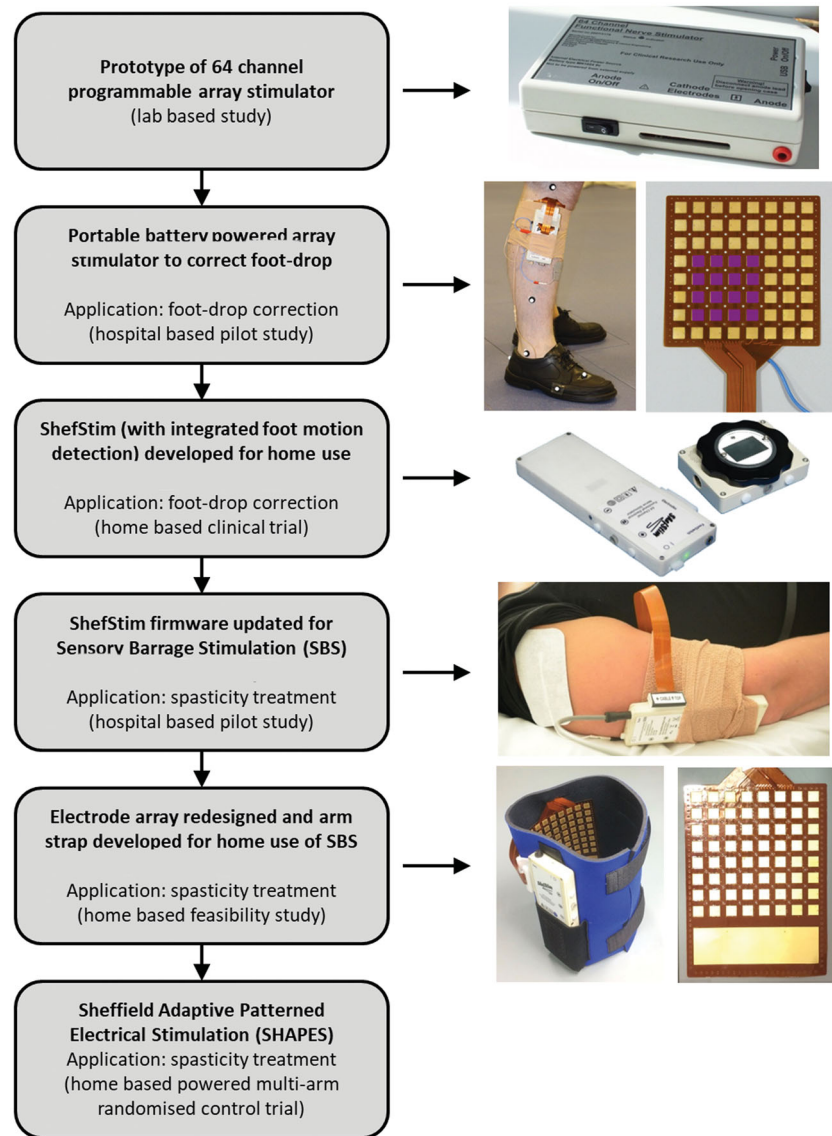 Prototype of 64 channel
programmable array stimulator
(lab based study)
64 Channel
Functional Nerve Stimulator
For Clinical Research Use Only
Power
On/Off
USB
Anode
On/Off
Cathode
Electrodes
Anode
Portable battery powered array
stimulator to correct foot-drop
Application: foot-drop correction
(hospital based pilot study)
ShefStim (with integrated foot motion
detection) developed for home use
Application: foot-drop correction
(home based clinical trial)
ShefStim
ShefStim firmware updated for
Sensory Barrage Stimulation (SBS)
Application: spasticity treatment
(hospital based pilot study)
Electrode array redesigned and arm
strap developed for home use of SBS
Application: spasticity treatment
(home based feasibility study)
Sheffield Adaptive Patterned
Electrical Stimulation (SHAPES)
Application: spasticity treatment
(home based powered multi-arm
randomised control trial)